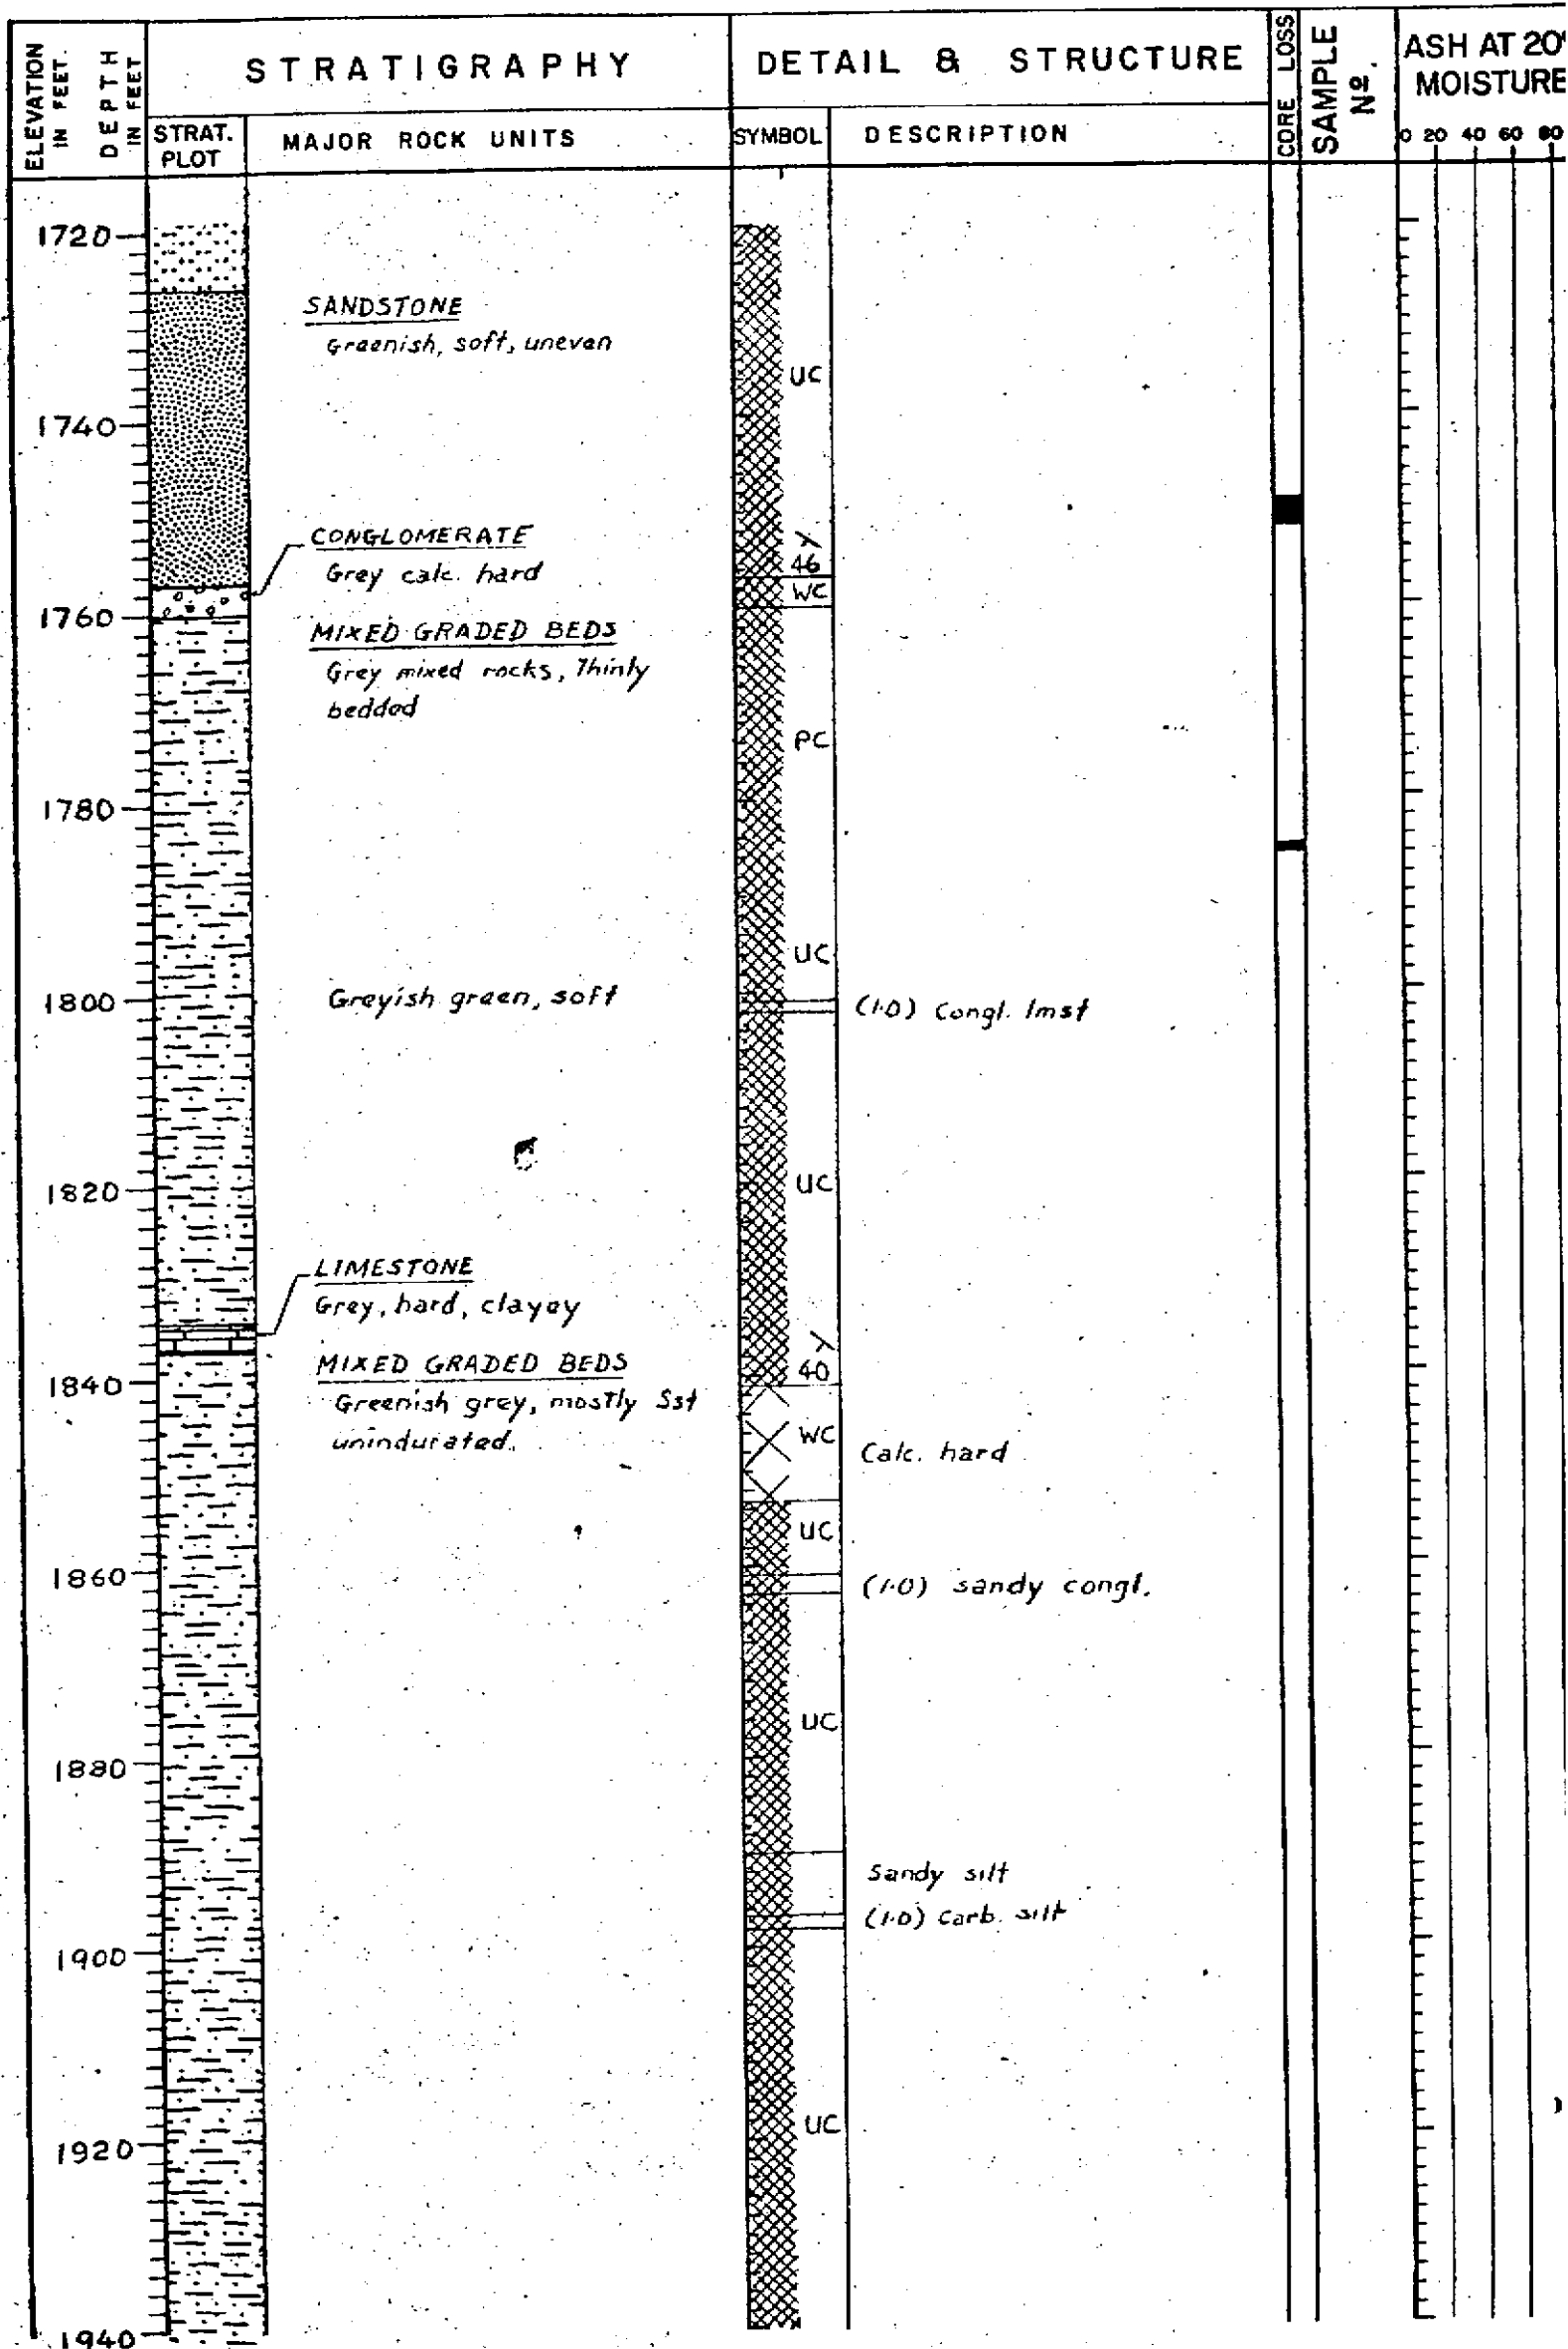 ELEVATION
IN FEET.
DEPTH
IN FEET
STRATIGRAPHY
DETAIL & STRUCTURE
CORE LOSS
SAMPLE
Nº.
ASH AT 20
MOISTURE
STRAT.
PLOT
MAJOR ROCK UNITS
SYMBOL
DESCRIPTION
0 20 40 60 80
1720
SANDSTONE
Greenish, soft, uneven
UC
1740
CONGLOMERATE
Grey calc. hard
46
WC
1760
MIXED GRADED BEDS
Grey mixed rocks, Thinly
bedded
PC
1780
UC
1800
Greyish green, soft
(1·0) Congl. lmst
UC
1820
LIMESTONE
Grey, hard, clayey
MIXED GRADED BEDS
40
1840
Greenish grey, mostly Sst
unindurated.
WC
Calc. hard
UC
1860
(1·0) sandy congl.
UC
1880
Sandy silt
(1·0) Carb. silt
1900
UC
1920
1940